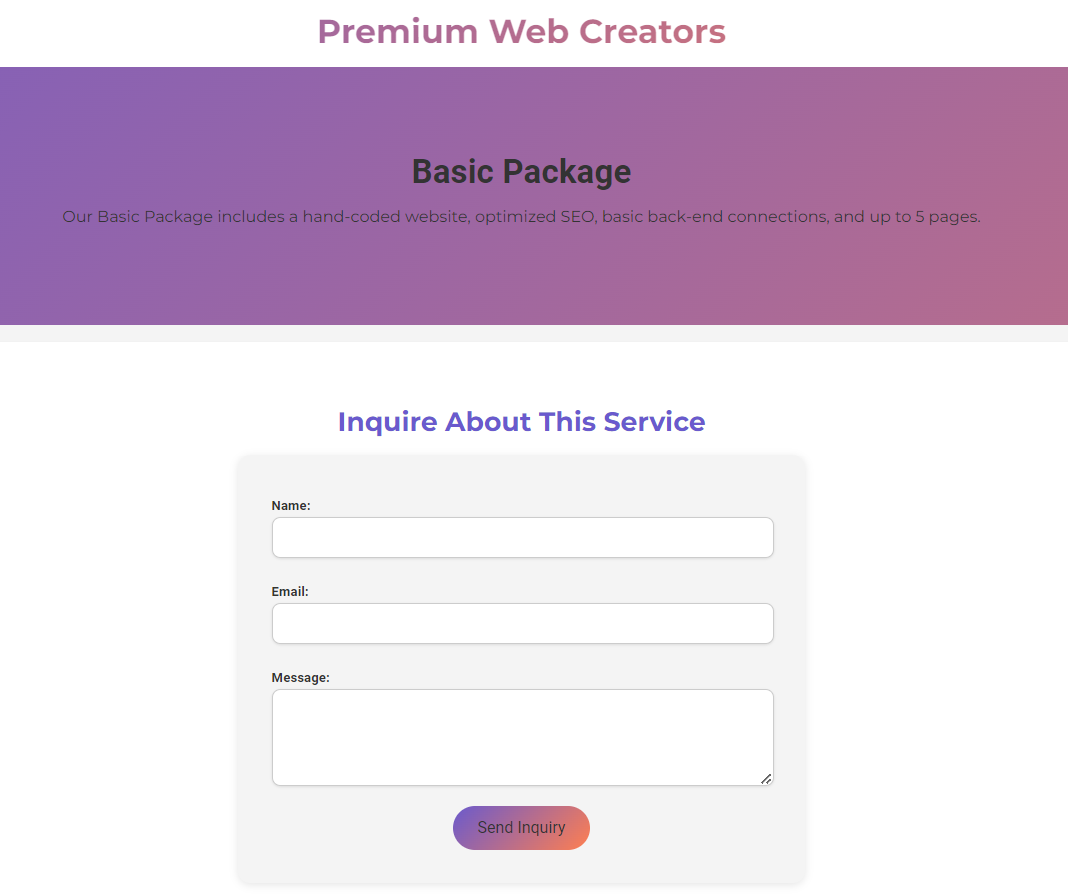 Premium Web Creators
Basic Package
Our Basic Package includes a hand-coded website, optimized SEO, basic back-end connections, and up to 5 pages.
Inquire About This Service
Name:
Email:
Message:
Send Inquiry